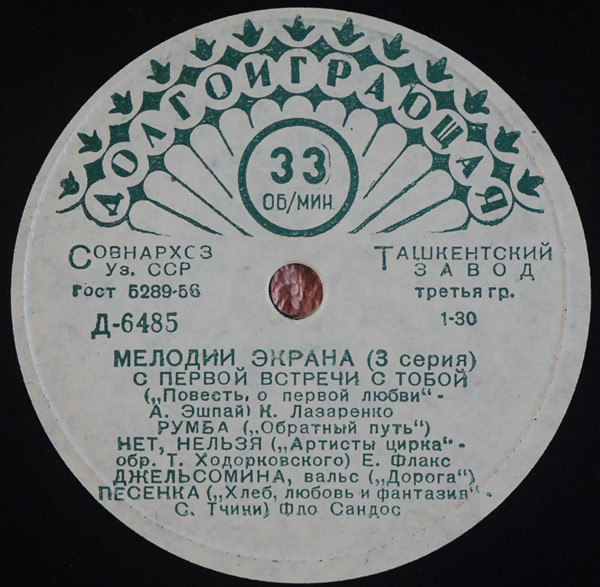 ДОЛГОИГРАЮЩАЯ
33
ОБ/МИН.
СОВНАРХОЗ
Уз. ССР
ГОСТ 5289-56
ТАШКЕНТСКИЙ
ЗАВОД
третья гр.
Д-6485
1-30
МЕЛОДИИ ЭКРАНА (3 серия)
С ПЕРВОЙ ВСТРЕЧИ С ТОБОЙ
(„Повесть о первой любви"-
А. Эшпай) К. Лазаренко
РУМБА („Обратный путь")
НЕТ, НЕЛЬЗЯ („Артисты цирка"-
обр. Т. Ходорковского) Е. Флакс
ДЖЕЛЬСОМИНА, вальс („Дорога")
ПЕСЕНКА („Хлеб, любовь и фантазия"
С. Тчини) Фло Сандос